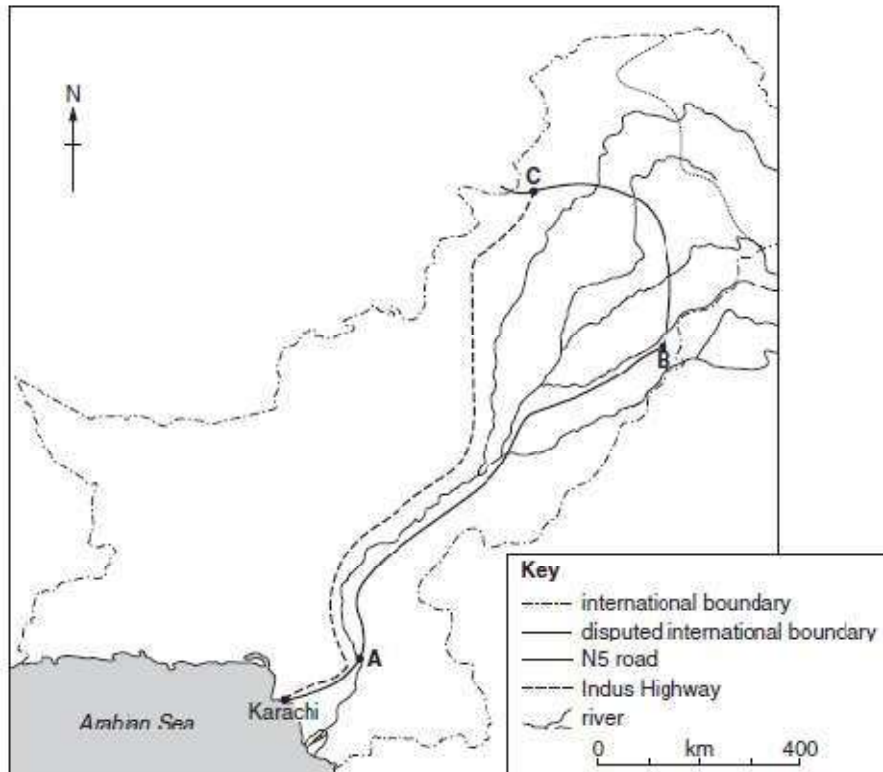 N
C
B
A
Karachi
Arabian Sea
Key
international boundary
disputed international boundary
N5 road
Indus Highway
river
0 km 400